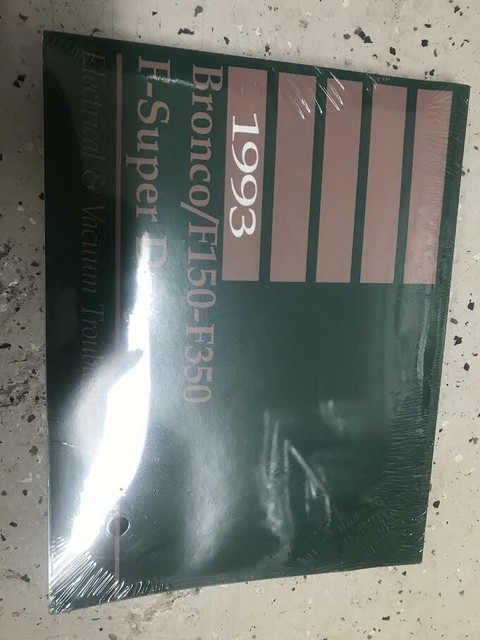 1993
Bronco/F150-F350
F-Super D
Electrical & Vacuum Troub